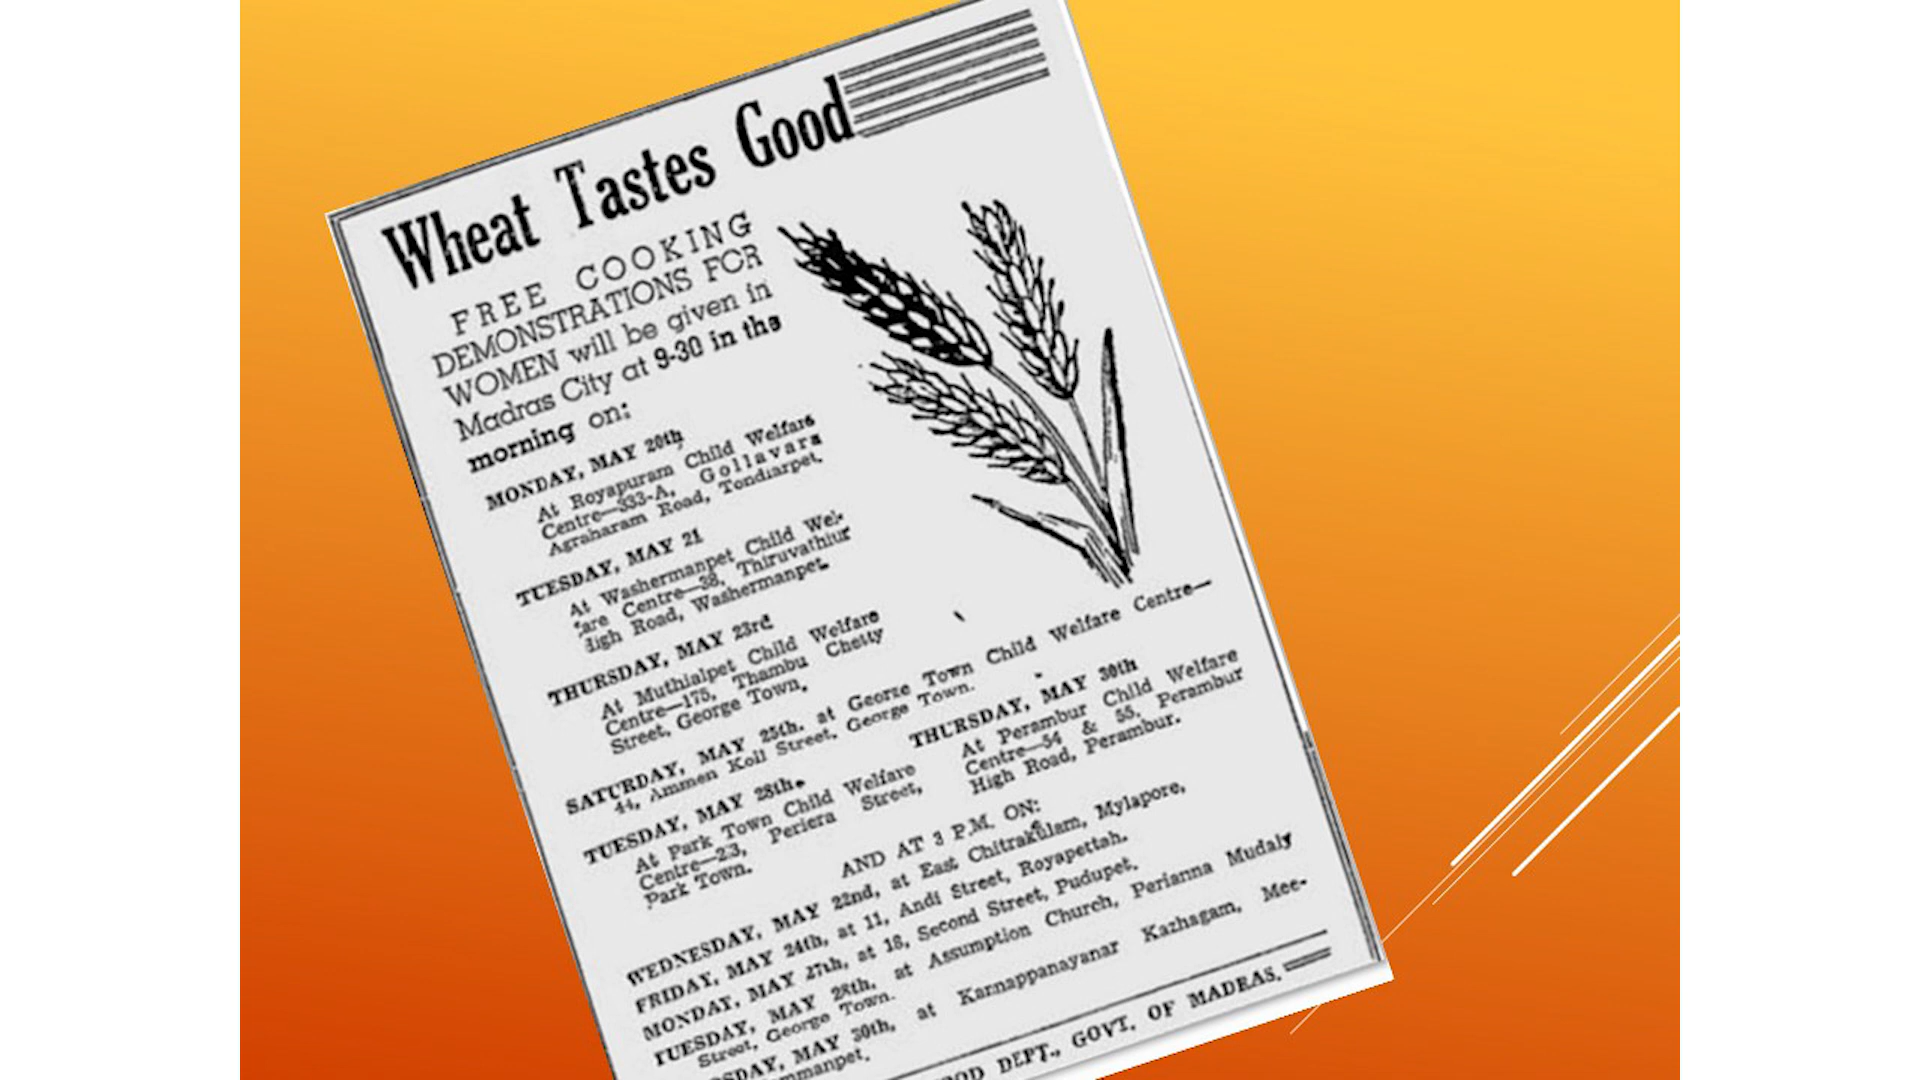 Wheat Tastes Good
FREE COOKING
DEMONSTRATIONS FOR
WOMEN will be given in
Madras City at 9-30 in the
morning on:
MONDAY, MAY 20th
At Royapuram Child Welfare
Centre—333-A, Gollavara
Agraharam Road, Tondiarpet.
TUESDAY, MAY 21
At Washermanpet Child Wel-
fare Centre—38, Thiruvathiur
High Road, Washermanpet.
THURSDAY, MAY 23rd
At Muthialpet Child Welfare
Centre—175, Thambu Chetty
Street, George Town.
SATURDAY, MAY 25th. at George Town Child Welfare Centre—
44, Ammen Koil Street, George Town.
TUESDAY, MAY 28th.
At Park Town Child Welfare
Centre—23, Periera Street,
Park Town.
THURSDAY, MAY 30th
At Perambur Child Welfare
Centre—54 & 55, Perambur
High Road, Perambur.
AND AT 3 P.M. ON:
WEDNESDAY, MAY 22nd, at East Chitrakulam, Mylapore,
FRIDAY, MAY 24th, at 11, Andi Street, Royapettah.
MONDAY, MAY 27th, at 18, Second Street, Pudupet.
TUESDAY, MAY 28th, at Assumption Church, Perianna Mudaly
Street, George Town.
SDAY, MAY 30th, at Karnappanayanar Kazhagam, Mee-
mmanpet.
OOD DEPT., GOVT. OF MADRAS.